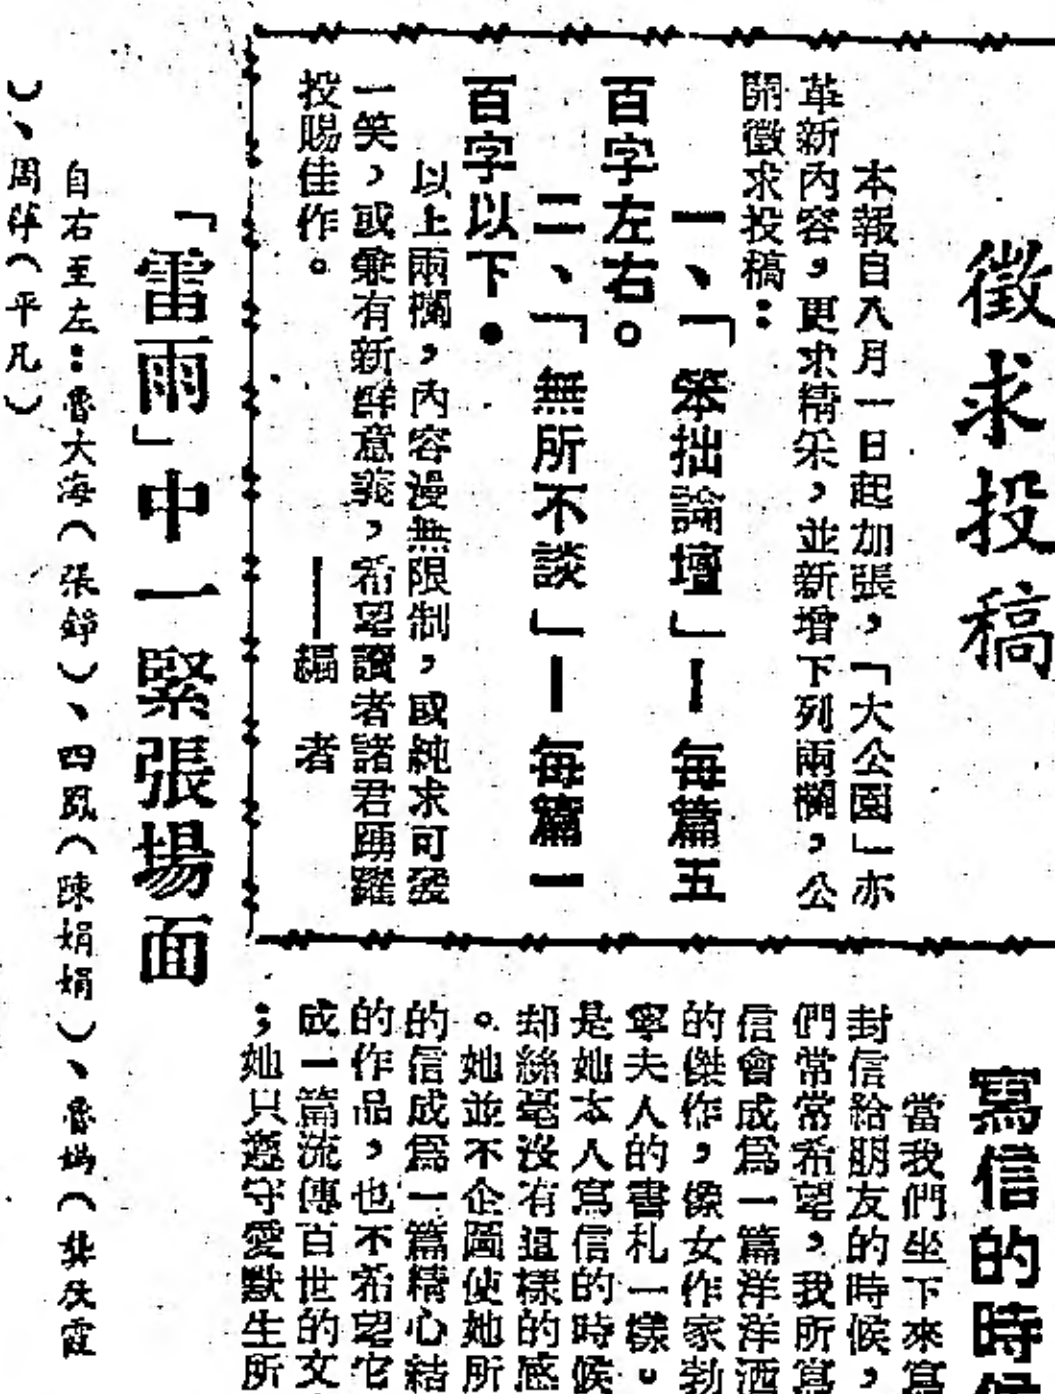 徵求投稿
本報自八月一日起加張，「大公園」亦
革新內容，更求精采，並新增下列兩欄，公
開徵求投稿：
一、「笨拙論壇」—每篇五
百字左右。
二、「無所不談」—每篇一
百字以下．
以上兩欄，內容漫無限制，或純求可發
一笑，或兼有新鮮意義，希望讀者諸君踴躍
投賜佳作。　　　——編者
「雷雨」中一緊張場面
自右至左：魯大海（張錚）、四鳳（陳娟娟）、魯媽（龔秋霞
）、周萍（平凡）
寫信的時候
當我們坐下來寫
封信給朋友的時候，
們常常希望，我所寫
信會成爲一篇洋洋洒
的傑作，像女作家勃
寧夫人的書札一樣。
是她本人寫信的時候
却絲毫沒有這樣的感
。她並不企圖使她所
的信成爲一篇精心結
的作品，也不希望它
成一篇流傳百世的文
；她只遵守愛默生所